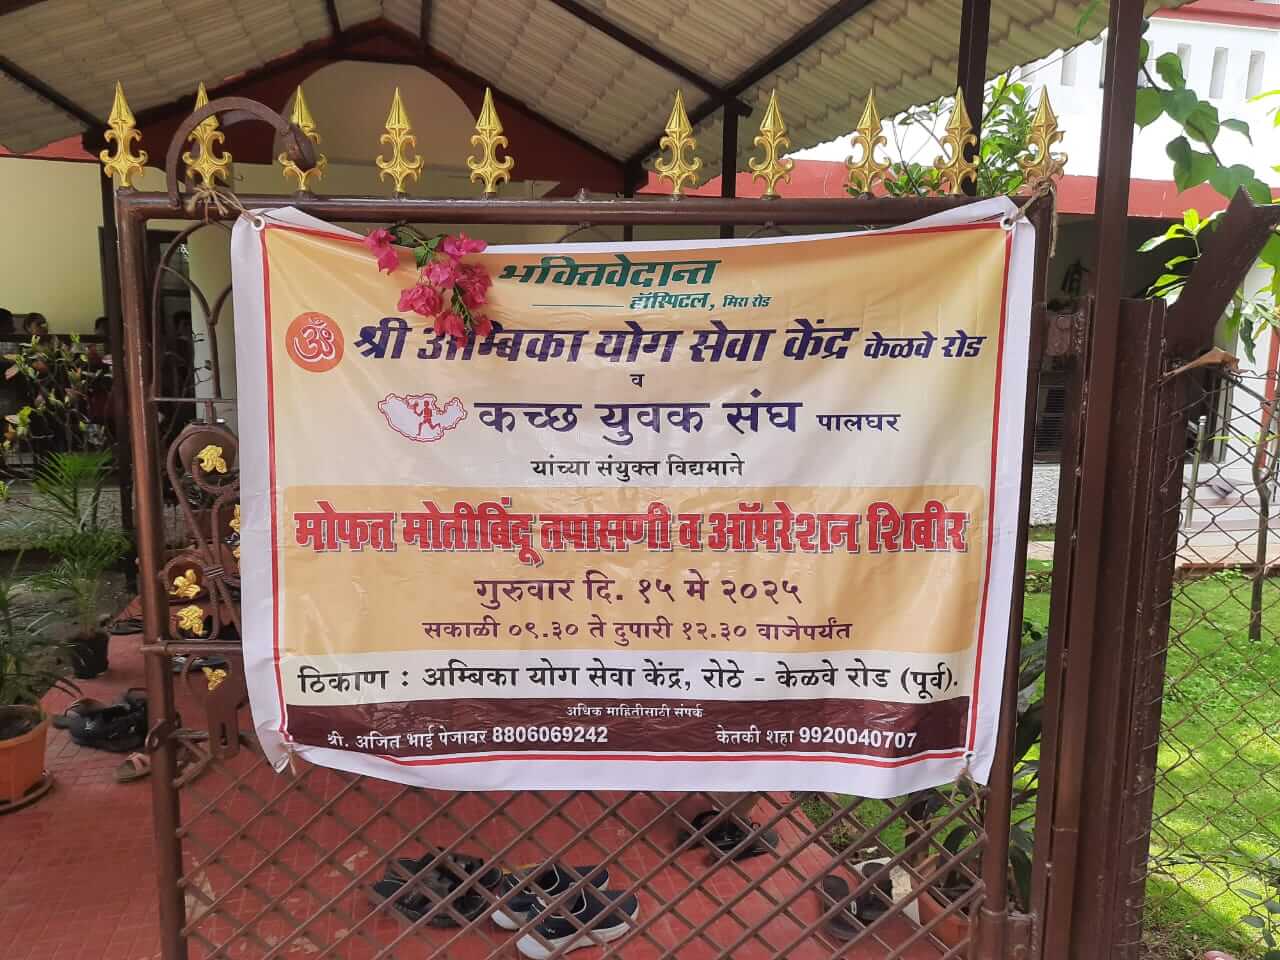 भक्तिवेदान्त
हॉस्पिटल, मिरा रोड
ॐ श्री अम्बिका योग सेवा केंद्र केळवे रोड
व
कच्छ युवक संघ पालघर
यांच्या संयुक्त विद्यमाने
मोफत मोतीबिंदू तपासणी व ऑपरेशन शिबीर
गुरुवार दि. १५ मे २०२५
सकाळी ०९.३० ते दुपारी १२.३० वाजेपर्यंत
ठिकाण : अम्बिका योग सेवा केंद्र, रोठे - केळवे रोड (पूर्व).
अधिक माहितीसाठी संपर्क
श्री. अजित भाई पेजावर 8806069242 केतकी शहा 9920040707